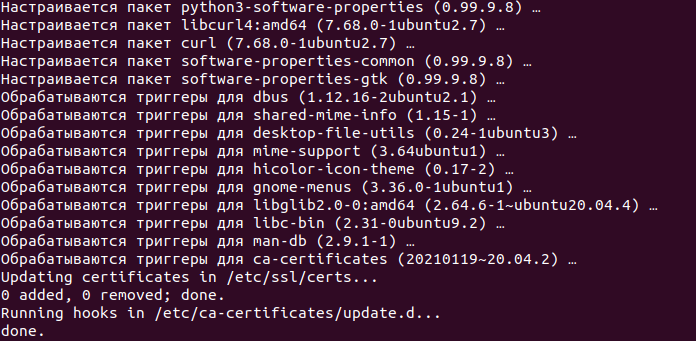 Настраивается пакет python3-software-properties (0.99.9.8) …
Настраивается пакет libcurl4:amd64 (7.68.0-1ubuntu2.7) …
Настраивается пакет curl (7.68.0-1ubuntu2.7) …
Настраивается пакет software-properties-common (0.99.9.8) …
Настраивается пакет software-properties-gtk (0.99.9.8) …
Обрабатываются триггеры для dbus (1.12.16-2ubuntu2.1) …
Обрабатываются триггеры для shared-mime-info (1.15-1) …
Обрабатываются триггеры для desktop-file-utils (0.24-1ubuntu3) …
Обрабатываются триггеры для mime-support (3.64ubuntu1) …
Обрабатываются триггеры для hicolor-icon-theme (0.17-2) …
Обрабатываются триггеры для gnome-menus (3.36.0-1ubuntu1) …
Обрабатываются триггеры для libglib2.0-0:amd64 (2.64.6-1~ubuntu20.04.4) …
Обрабатываются триггеры для libc-bin (2.31-0ubuntu9.2) …
Обрабатываются триггеры для man-db (2.9.1-1) …
Обрабатываются триггеры для ca-certificates (20210119~20.04.2) …
Updating certificates in /etc/ssl/certs...
0 added, 0 removed; done.
Running hooks in /etc/ca-certificates/update.d...
done.